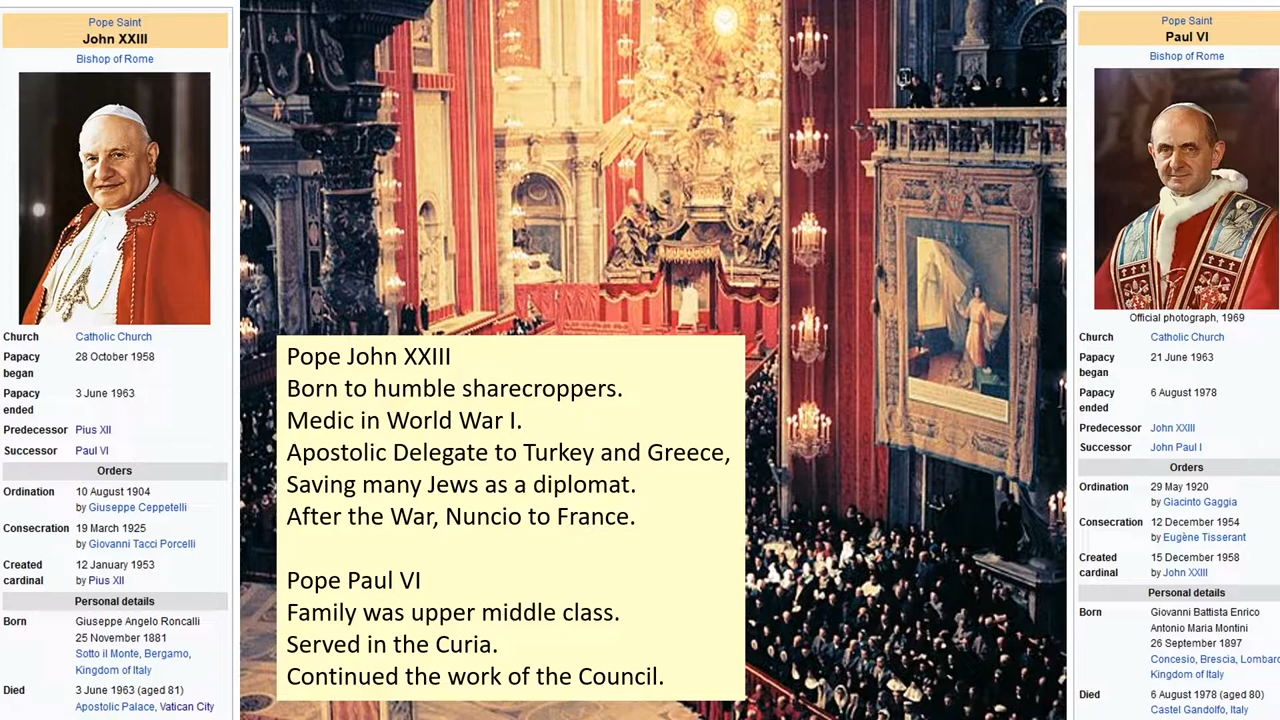 Pope Saint
John XXIII
Bishop of Rome
Church Catholic Church
Papacy 28 October 1958
began
Papacy 3 June 1963
ended
Predecessor Pius XII
Successor Paul VI
Orders
Ordination 10 August 1904
by Giuseppe Ceppetelli
Consecration 19 March 1925
by Giovanni Tacci Porcelli
Created 12 January 1953
cardinal by Pius XII
Personal details
Born Giuseppe Angelo Roncalli
25 November 1881
Sotto il Monte, Bergamo,
Kingdom of Italy
Died 3 June 1963 (aged 81)
Apostolic Palace, Vatican City
Pope John XXIII
Born to humble sharecroppers.
Medic in World War I.
Apostolic Delegate to Turkey and Greece,
Saving many Jews as a diplomat.
After the War, Nuncio to France.
Pope Paul VI
Family was upper middle class.
Served in the Curia.
Continued the work of the Council.
Pope Saint
Paul VI
Bishop of Rome
Official photograph, 1969
Church Catholic Church
Papacy 21 June 1963
began
Papacy 6 August 1978
ended
Predecessor John XXIII
Successor John Paul I
Orders
Ordination 29 May 1920
by Giacinto Gaggia
Consecration 12 December 1954
by Eugène Tisserant
Created 15 December 1958
cardinal by John XXIII
Personal details
Born Giovanni Battista Enrico
Antonio Maria Montini
26 September 1897
Concesio, Brescia, Lombar
Kingdom of Italy
Died 6 August 1978 (aged 80)
Castel Gandolfo, Italy